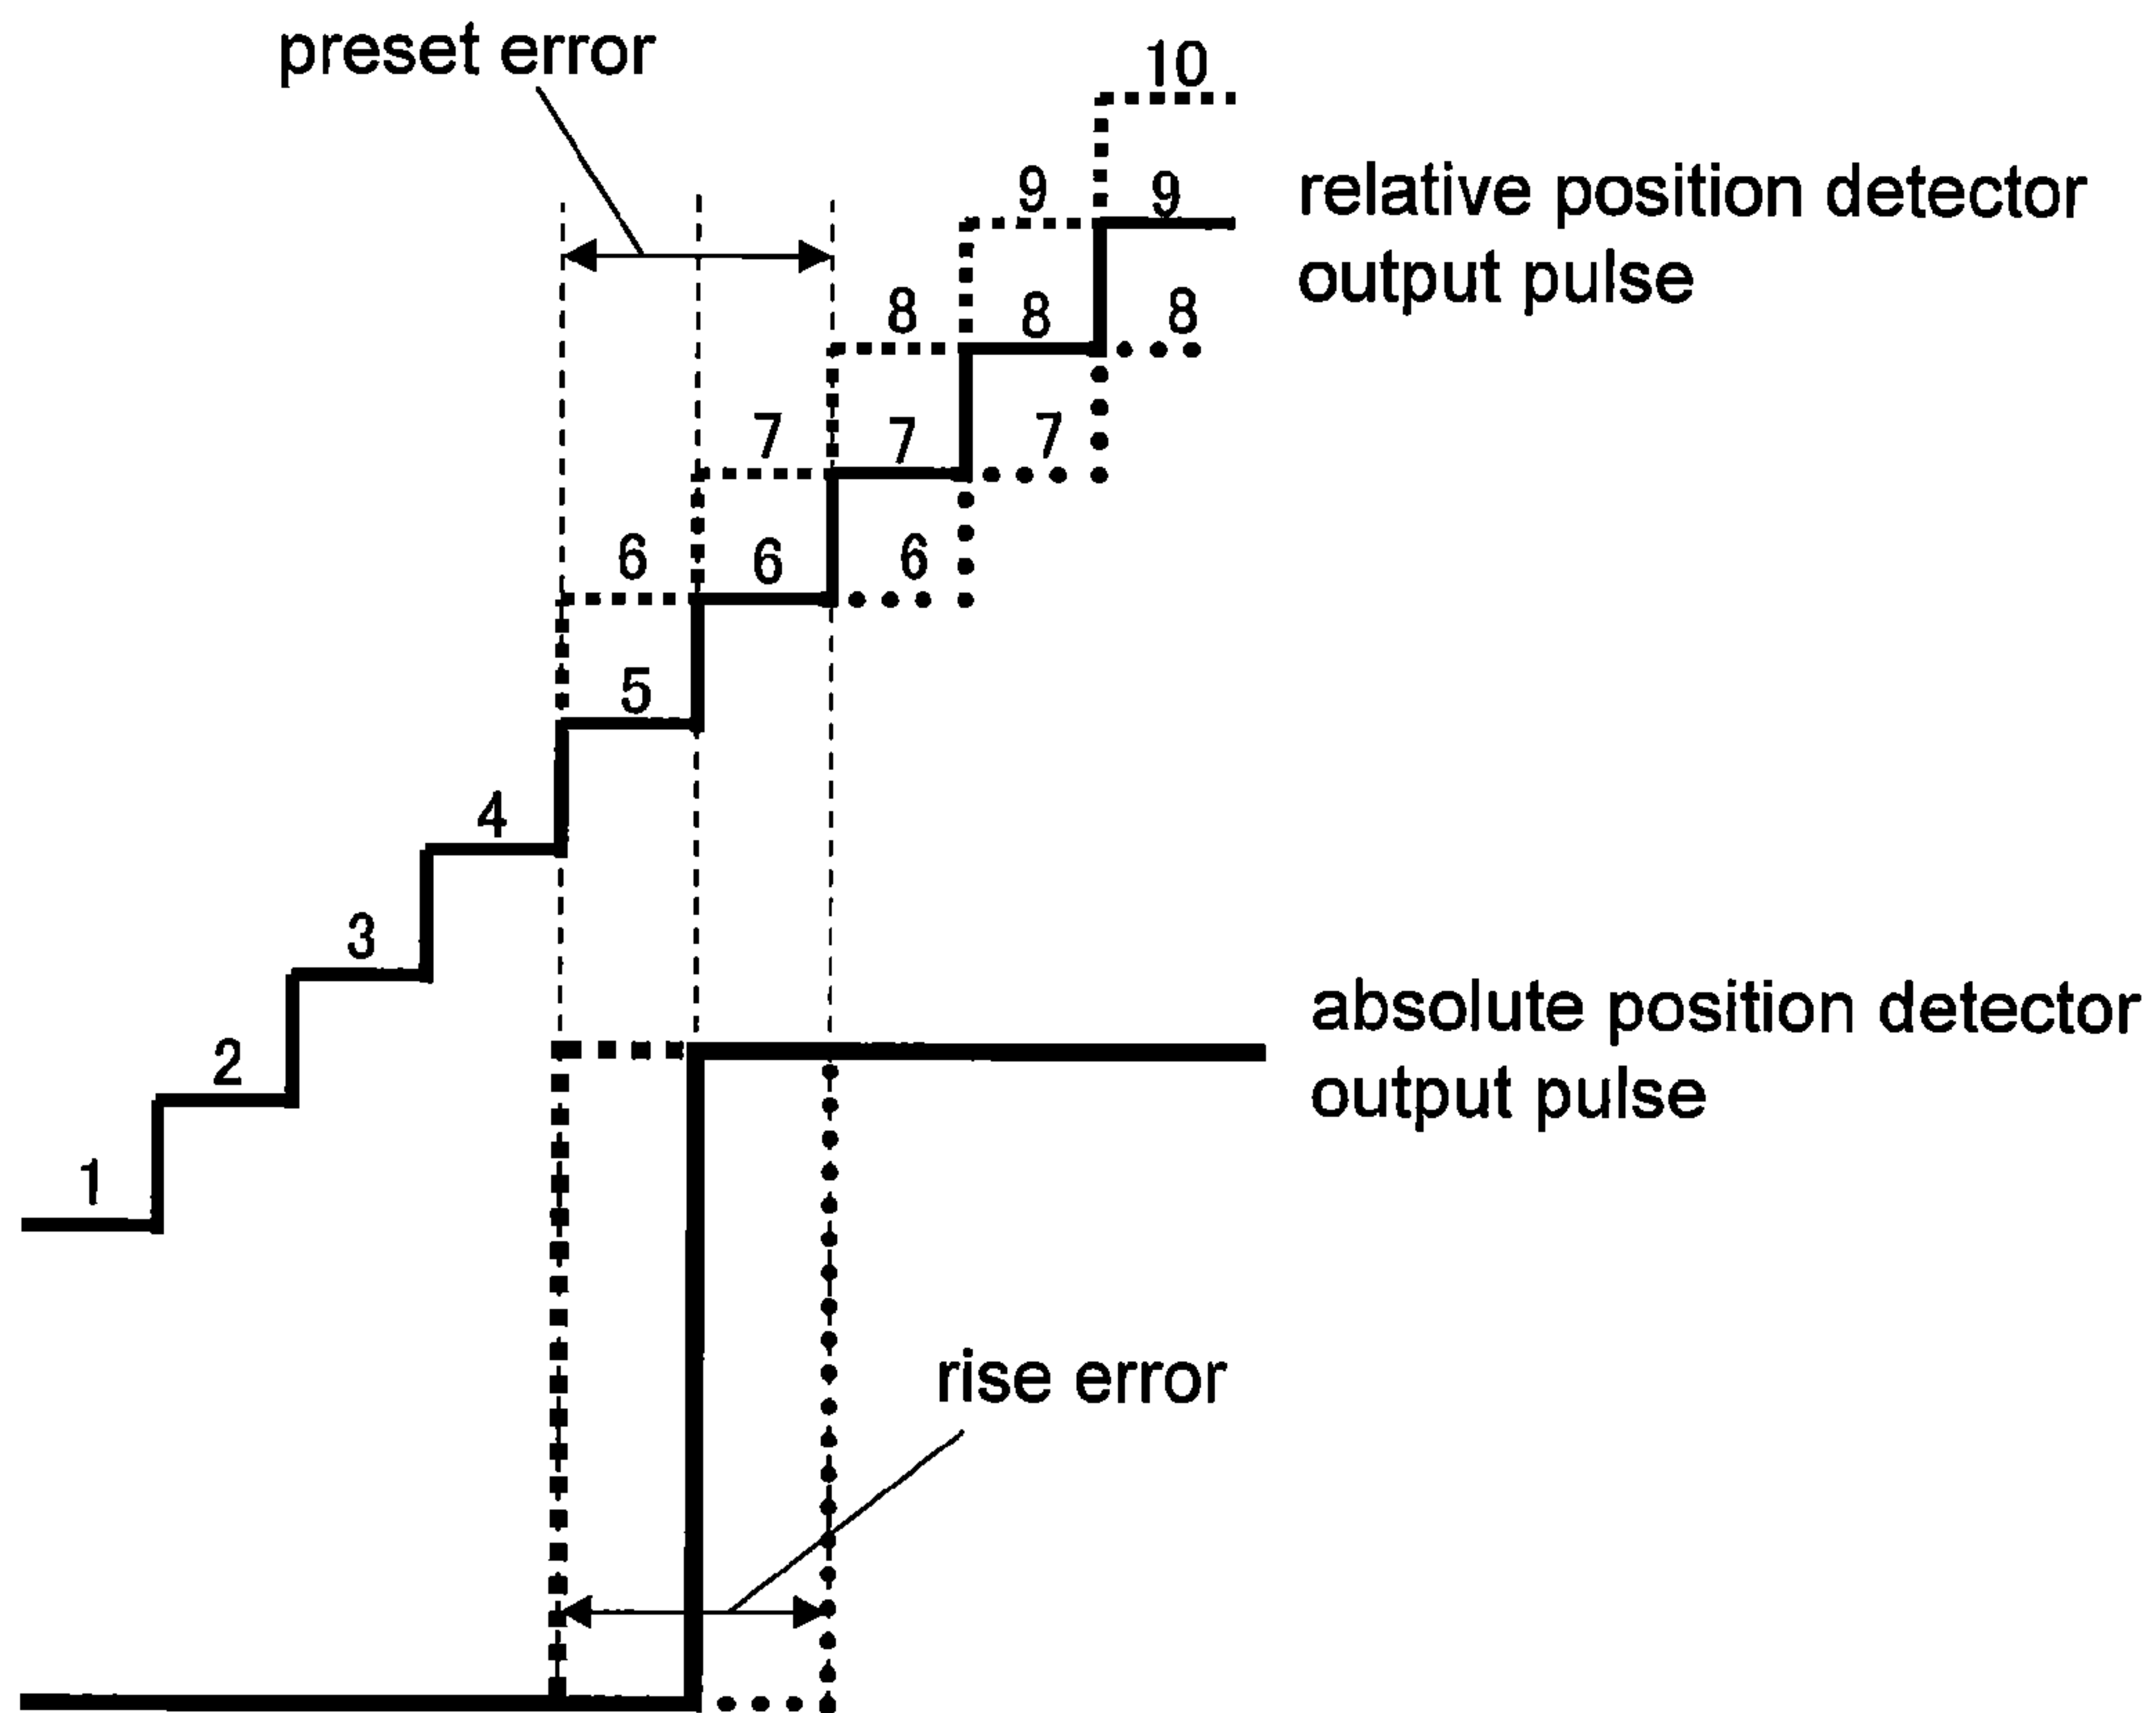 preset error
10
9
9
relative position detector
output pulse
8
8
8
7
7
7
6
6
6
5
4
3
2
1
absolute position detector
output pulse
rise error